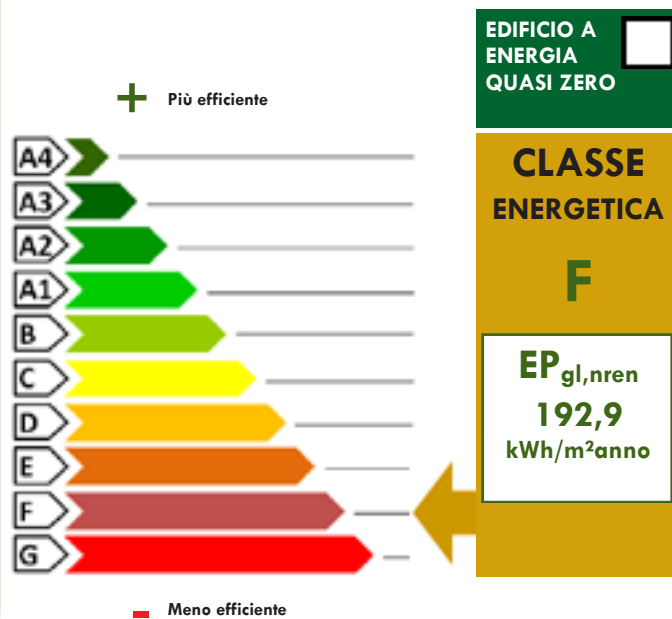 EDIFICIO A
ENERGIA
QUASI ZERO
+ Più efficiente
A4
A3
A2
A1
B
C
D
E
F
G
- Meno efficiente
CLASSE
ENERGETICA
F
EPgl,nren
192,9
kWh/m²anno